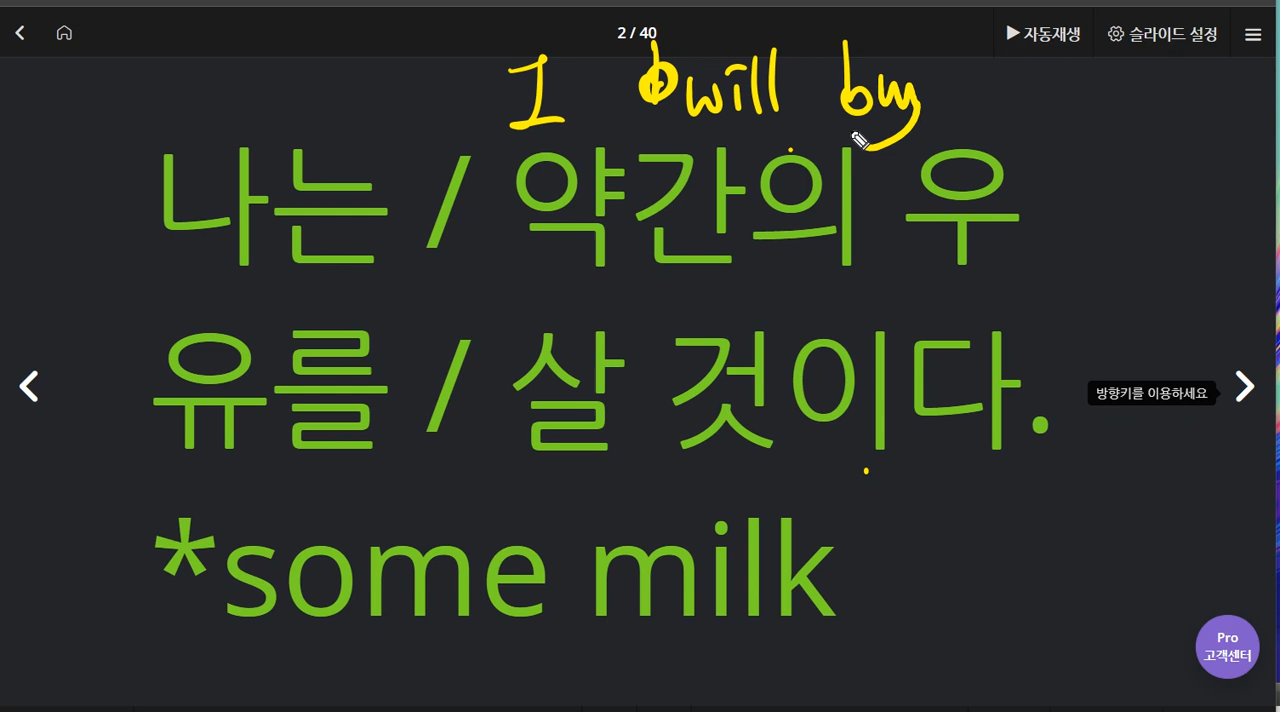 2 / 40
자동재생
슬라이드 설정
I will buy
나는 / 약간의 우
유를 / 살 것이다.
방향키를 이용하세요
*some milk
Pro
고객센터